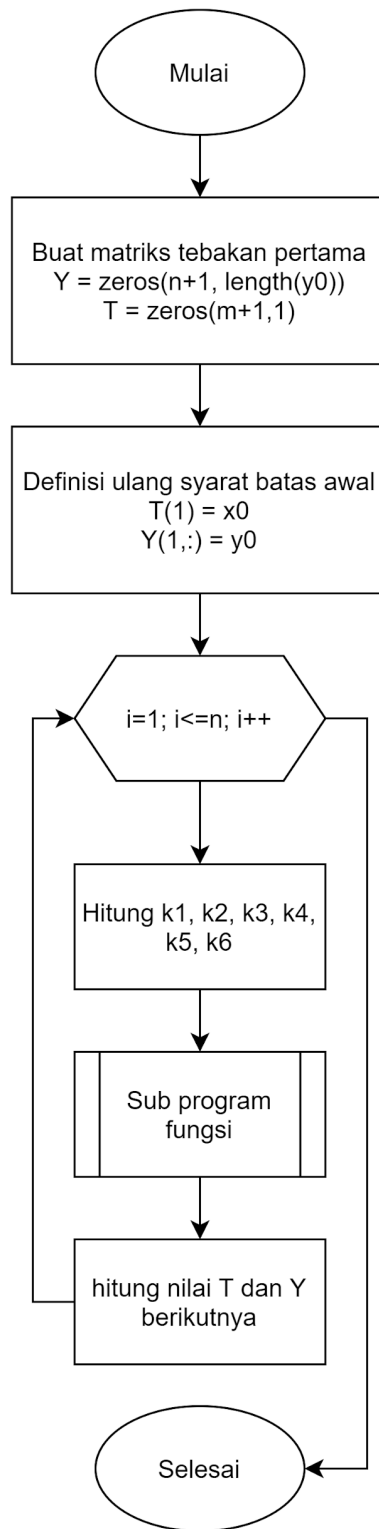 Mulai
Buat matriks tebakan pertama
Y = zeros(n+1, length(y0))
T = zeros(m+1,1)
Definisi ulang syarat batas awal
T(1) = x0
Y(1,:) = y0
i=1; i<=n; i++
Hitung k1, k2, k3, k4,
k5, k6
Sub program
fungsi
hitung nilai T dan Y
berikutnya
Selesai